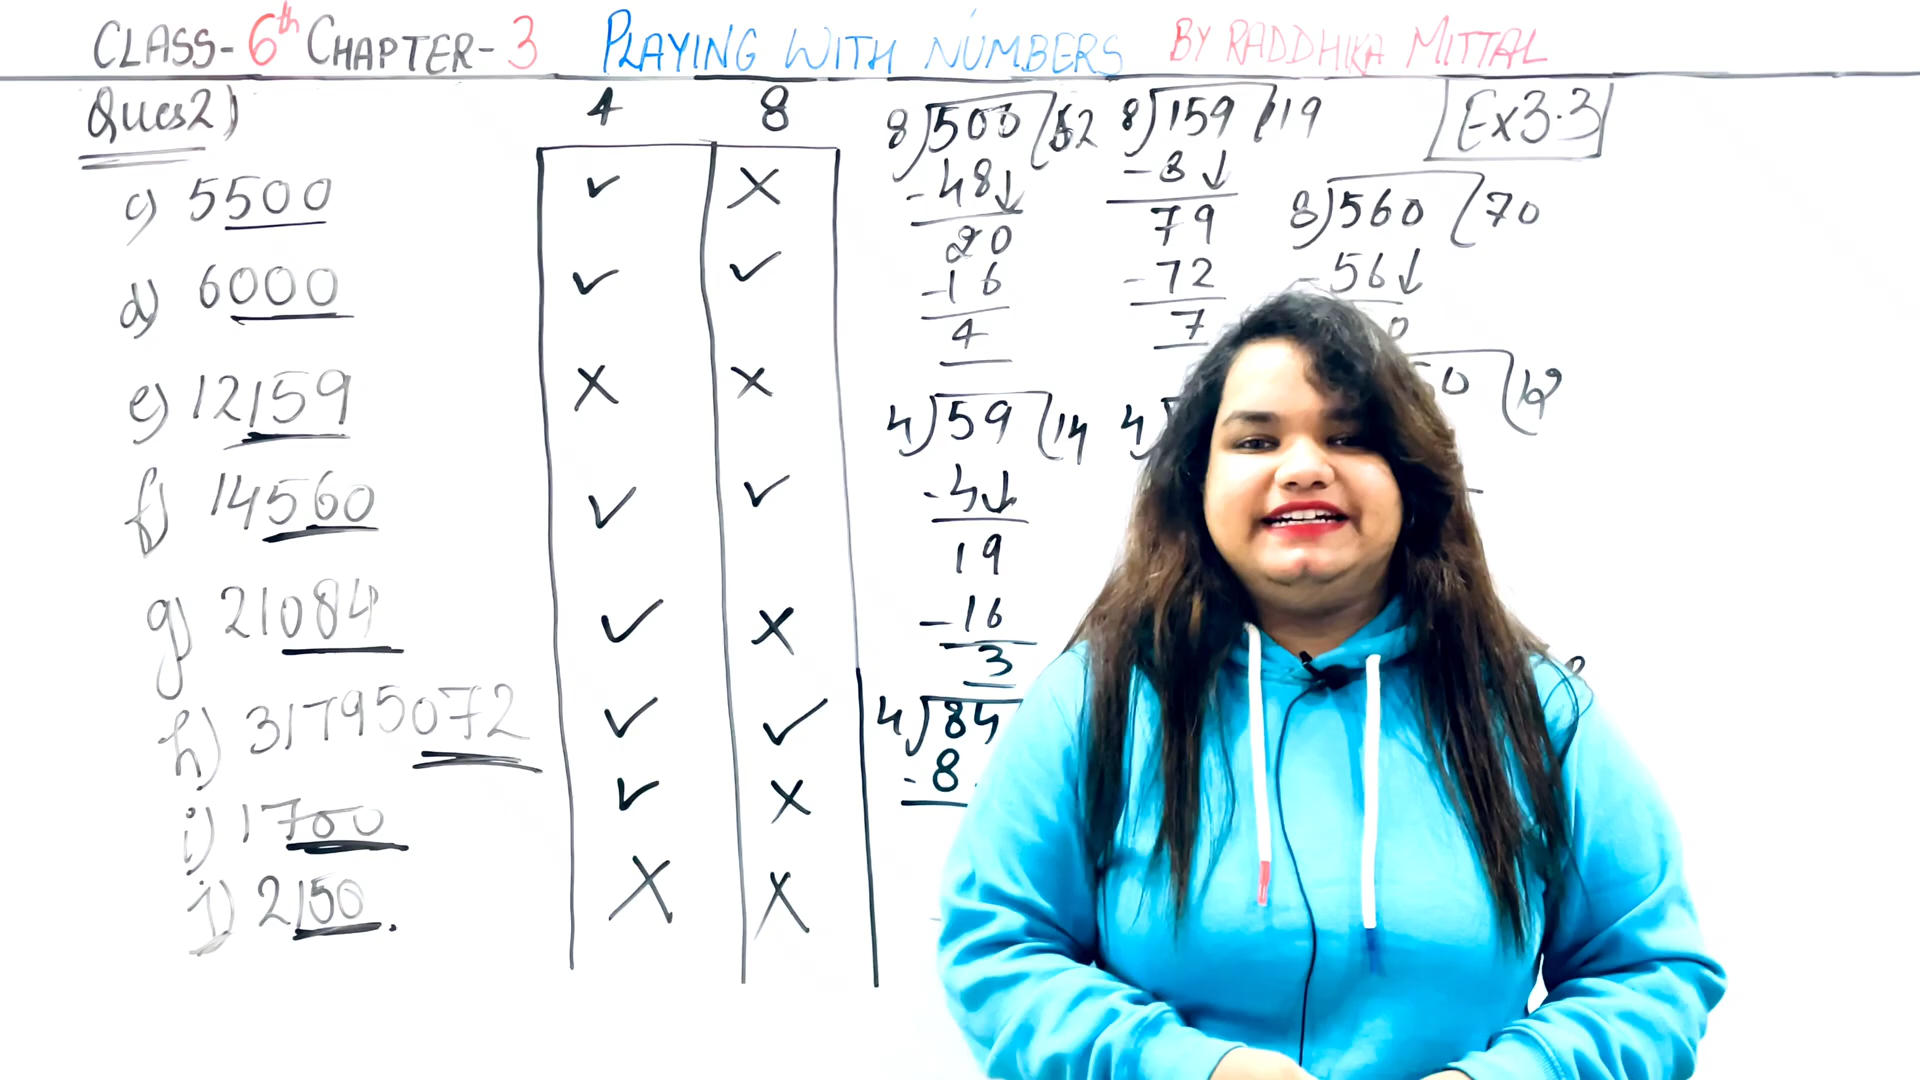 CLASS-6th CHAPTER-3 PLAYING WITH NUMBERS BY RADDHIKA MITTAL
Ques2) 4 8 Ex3.3
c) 5500 ✓ X
d) 6000 ✓ ✓
e) 12159 X X
f) 14560 ✓ ✓
g) 21084 ✓ X
h) 31795072 ✓ ✓
i) 1700 ✓ X
j) 2150. X X
8)500(62
-48↓
20
-16
4
8)159(19
-8↓
79
-72
7
8)560(70
-56↓
0
4)59(14
-4↓
19
-16
3
4)84
-8